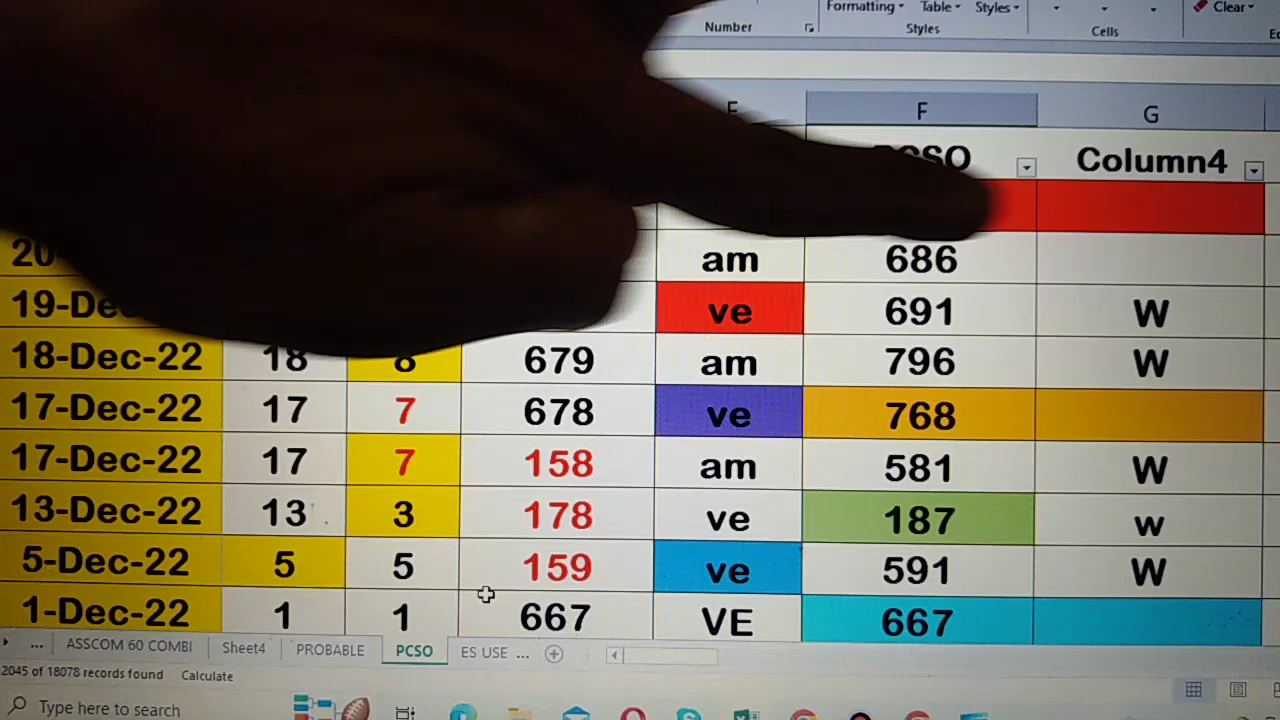 Formatting Table Styles Clear
Number Styles Cells
F G
Column4
20 am 686
19-De ve 691 W
18-Dec-22 18 8 679 am 796 W
17-Dec-22 17 7 678 ve 768
17-Dec-22 17 7 158 am 581 W
13-Dec-22 13 3 178 ve 187 w
5-Dec-22 5 5 159 ve 591 W
1-Dec-22 1 1 667 VE 667
... ASSCOM 60 COMBI Sheet4 PROBABLE PCSO ES USE ...
2045 of 18078 records found Calculate
Type here to search